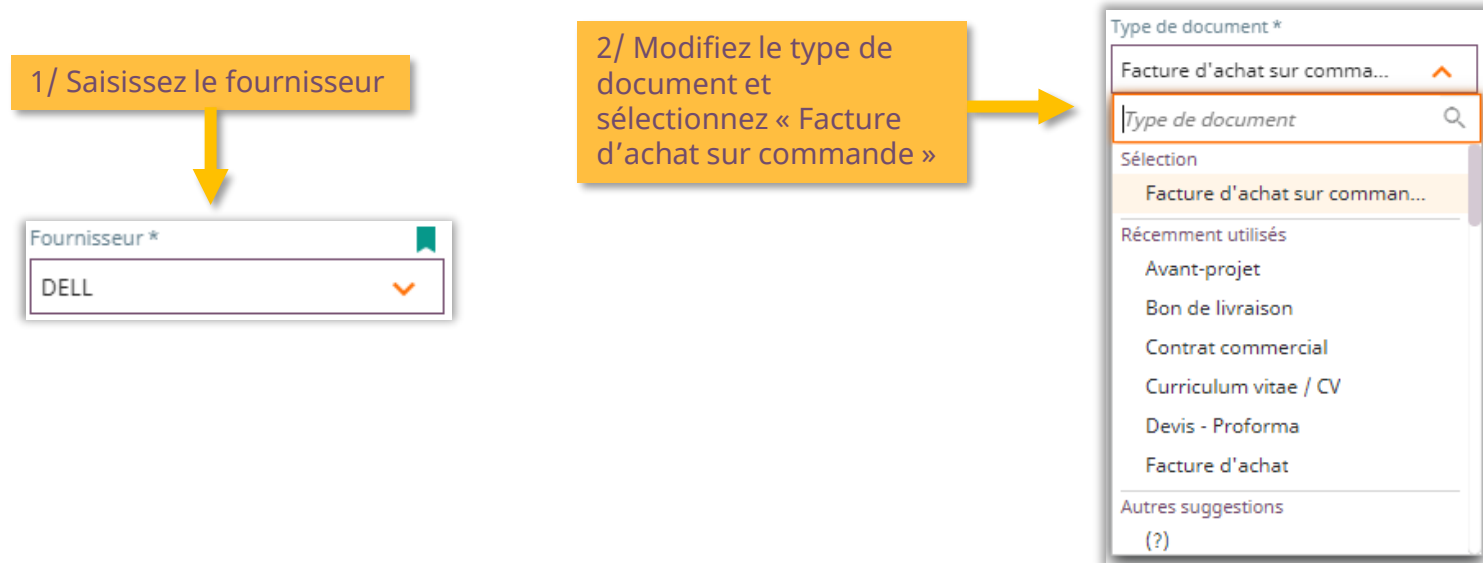 1/ Saisissez le fournisseur
Fournisseur *
DELL
2/ Modifiez le type de
document et
sélectionnez « Facture
d’achat sur commande »
Type de document *
Facture d'achat sur comma...
Type de document
Sélection
Facture d'achat sur comman...
Récemment utilisés
Avant-projet
Bon de livraison
Contrat commercial
Curriculum vitae / CV
Devis - Proforma
Facture d'achat
Autres suggestions
(?)